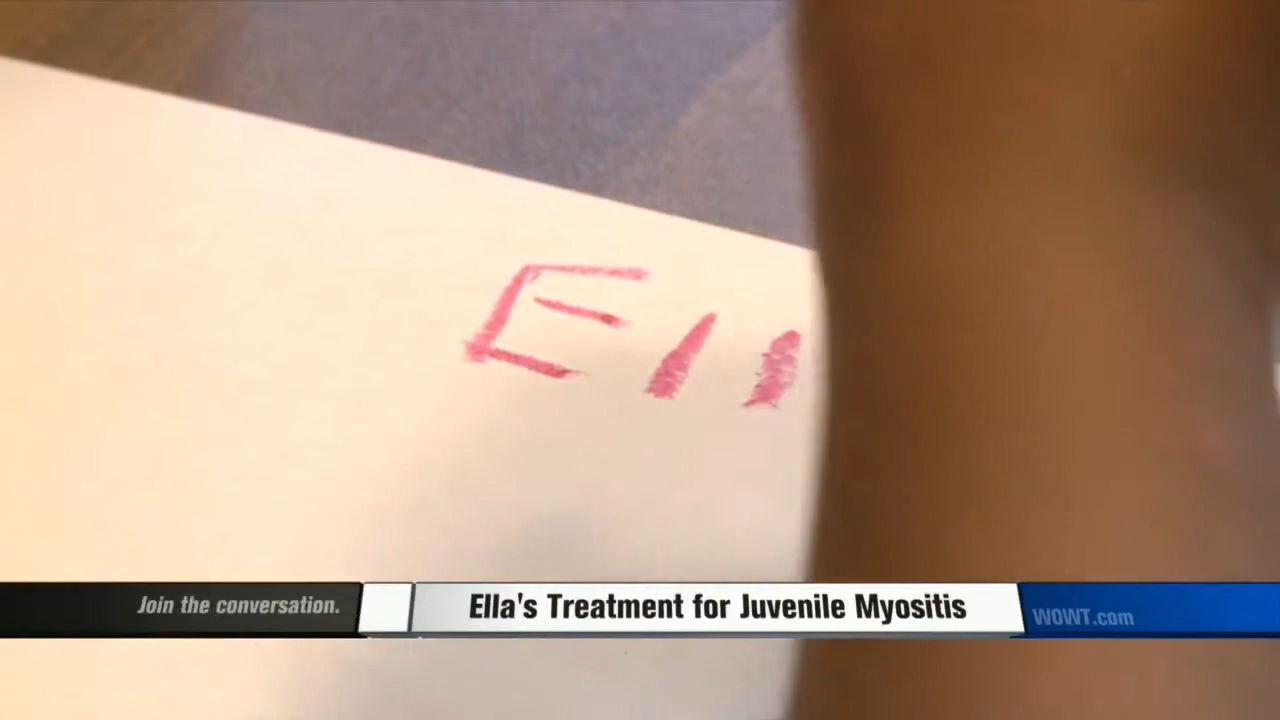 Ell
Join the conversation.
Ella's Treatment for Juvenile Myositis
WOWT.com